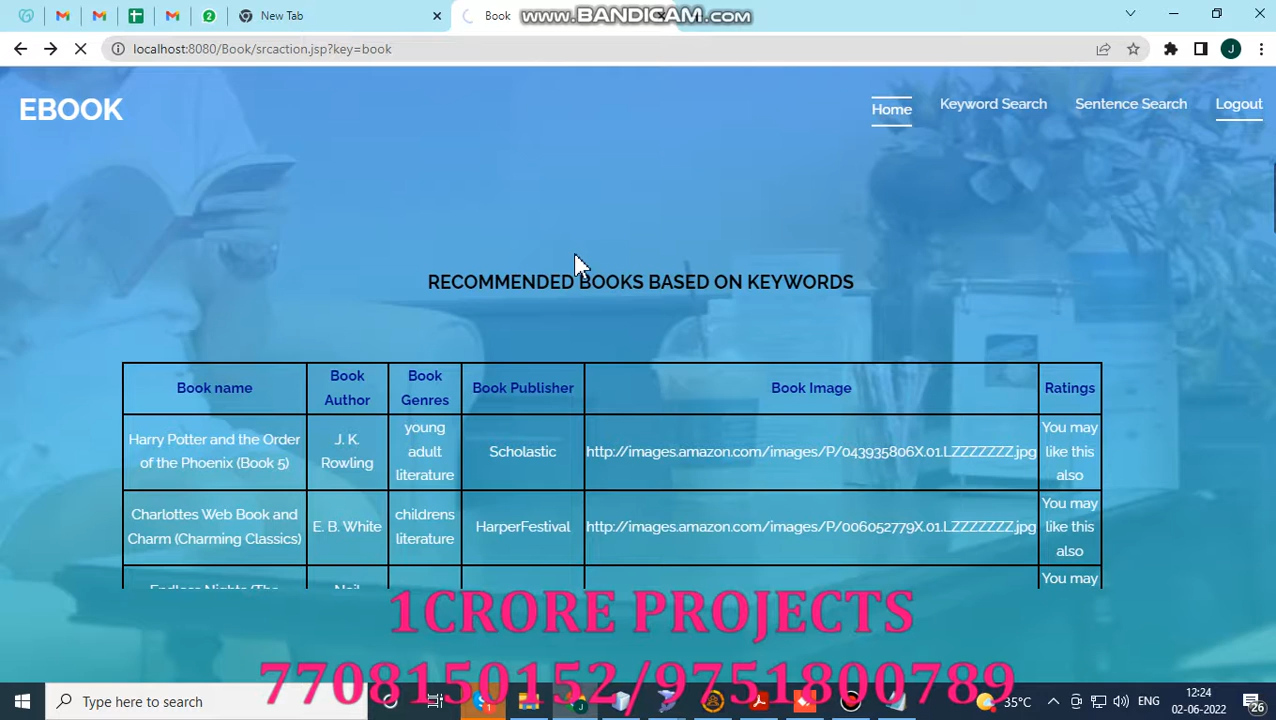 New Tab
Book
www.BANDICAM.com
localhost:8080/Book/srcaction.jsp?key=book
EBOOK
Home
Keyword Search
Sentence Search
Logout
RECOMMENDED BOOKS BASED ON KEYWORDS
Book name
Book
Author
Book
Genres
Book Publisher
Book Image
Ratings
Harry Potter and the Order
of the Phoenix (Book 5)
J. K.
Rowling
young
adult
literature
Scholastic
http://images.amazon.com/images/P/043935806X.01.LZZZZZZZ.jpg
You may
like this
also
Charlottes Web Book and
Charm (Charming Classics)
E. B. White
childrens
literature
HarperFestival
http://images.amazon.com/images/P/006052779X.01.LZZZZZZZ.jpg
You may
like this
also
Endless Nights (The
Neil
You may
1CRORE PROJECTS
7708150152/9751800789
Type here to search
35°C
ENG
12:24
02-06-2022
26